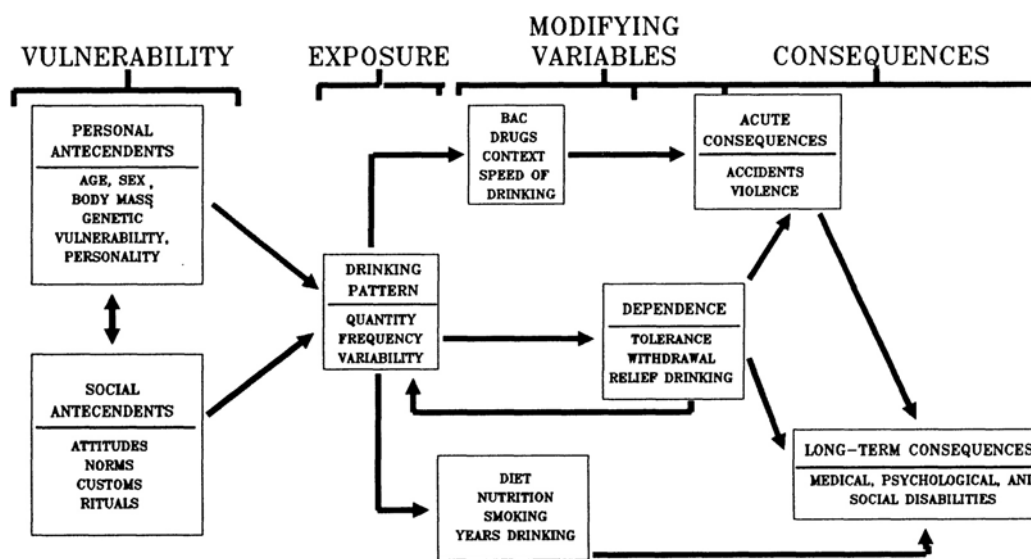 VULNERABILITY
EXPOSURE
MODIFYING
VARIABLES
CONSEQUENCES
PERSONAL
ANTECENDENTS
AGE, SEX,
BODY MASS,
GENETIC
VULNERABILITY,
PERSONALITY
SOCIAL
ANTECENDENTS
ATTITUDES
NORMS
CUSTOMS
RITUALS
DRINKING
PATTERN
QUANTITY
FREQUENCY
VARIABILITY
BAC
DRUGS
CONTEXT
SPEED OF
DRINKING
DEPENDENCE
TOLERANCE
WITHDRAWAL
RELIEF DRINKING
DIET
NUTRITION
SMOKING
YEARS DRINKING
ACUTE
CONSEQUENCES
ACCIDENTS
VIOLENCE
LONG-TERM CONSEQUENCES
MEDICAL, PSYCHOLOGICAL, AND
SOCIAL DISABILITIES